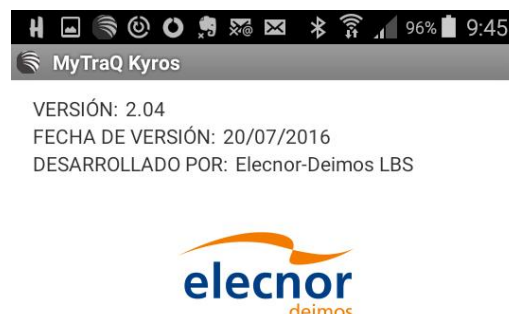 96% 9:45
MyTraQ Kyros
VERSIÓN: 2.04
FECHA DE VERSIÓN: 20/07/2016
DESARROLLADO POR: Elecnor-Deimos LBS
elecnor
deimos